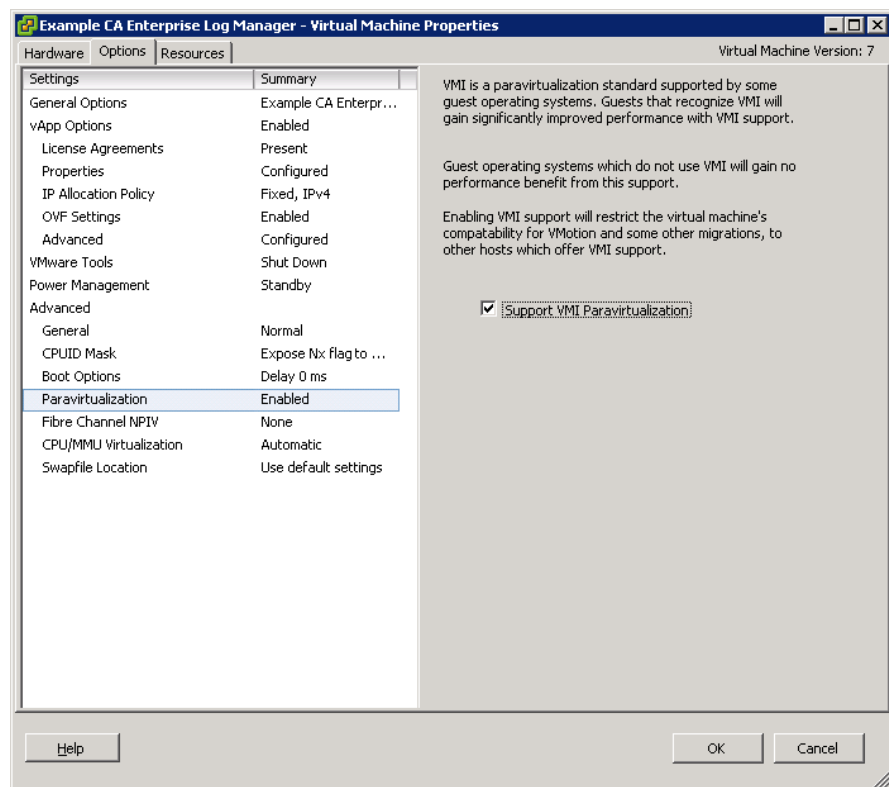 Example CA Enterprise Log Manager - Virtual Machine Properties
Hardware Options Resources Virtual Machine Version: 7
Settings Summary
General Options Example CA Enterpr...
vApp Options Enabled
License Agreements Present
Properties Configured
IP Allocation Policy Fixed, IPv4
OVF Settings Enabled
Advanced Configured
VMware Tools Shut Down
Power Management Standby
Advanced
General Normal
CPUID Mask Expose Nx flag to ...
Boot Options Delay 0 ms
Paravirtualization Enabled
Fibre Channel NPIV None
CPU/MMU Virtualization Automatic
Swapfile Location Use default settings
VMI is a paravirtualization standard supported by some
guest operating systems. Guests that recognize VMI will
gain significantly improved performance with VMI support.
Guest operating systems which do not use VMI will gain no
performance benefit from this support.
Enabling VMI support will restrict the virtual machine's
compatability for VMotion and some other migrations, to
other hosts which offer VMI support.
Support VMI Paravirtualization
Help OK Cancel